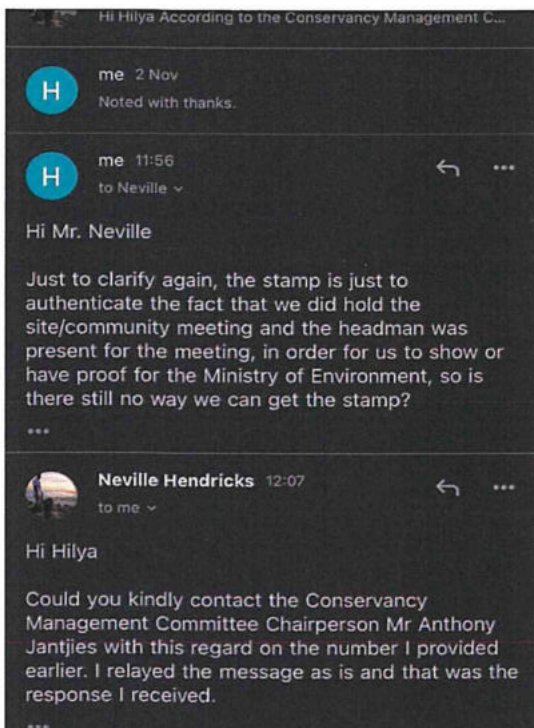 Hi Hilya According to the Conservancy Management C...
H
me 2 Nov
Noted with thanks.
H
me 11:56
to Neville
Hi Mr. Neville
Just to clarify again, the stamp is just to
authenticate the fact that we did hold the
site/community meeting and the headman was
present for the meeting, in order for us to show or
have proof for the Ministry of Environment, so is
there still no way we can get the stamp?
•••
Neville Hendricks 12:07
to me
Hi Hilya
Could you kindly contact the Conservancy
Management Committee Chairperson Mr Anthony
Jantjies with this regard on the number I provided
earlier. I relayed the message as is and that was the
response I received.
•••